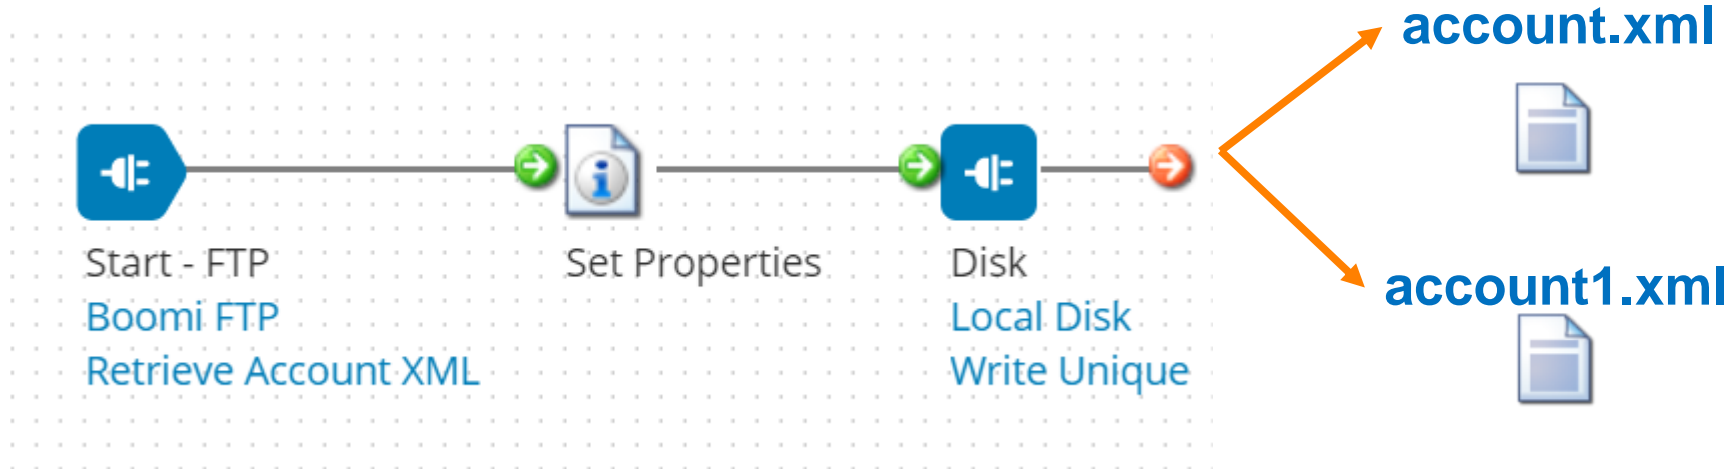 account.xml
Start - FTP
Boomi FTP
Retrieve Account XML
Set Properties
Disk
Local Disk
Write Unique
account1.xml